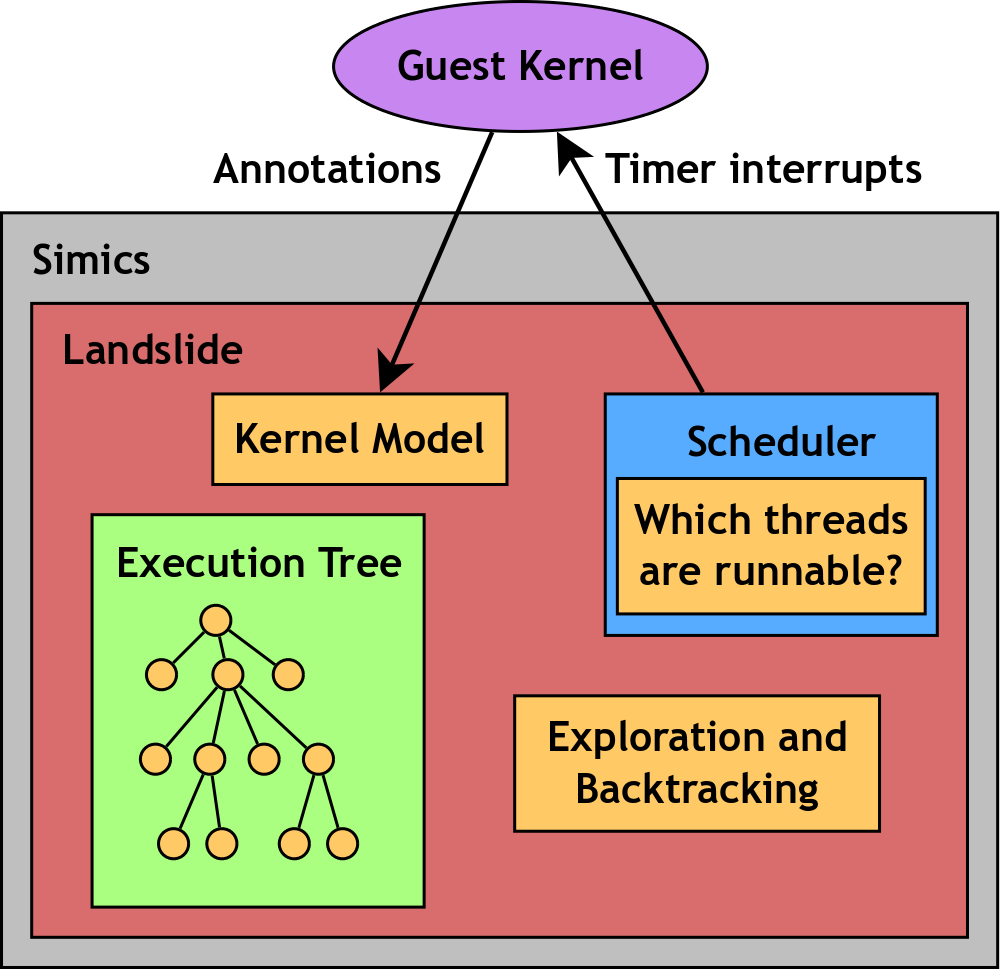 Guest Kernel
Annotations
Timer interrupts
Simics
Landslide
Kernel Model
Scheduler
Which threads
are runnable?
Execution Tree
Exploration and
Backtracking